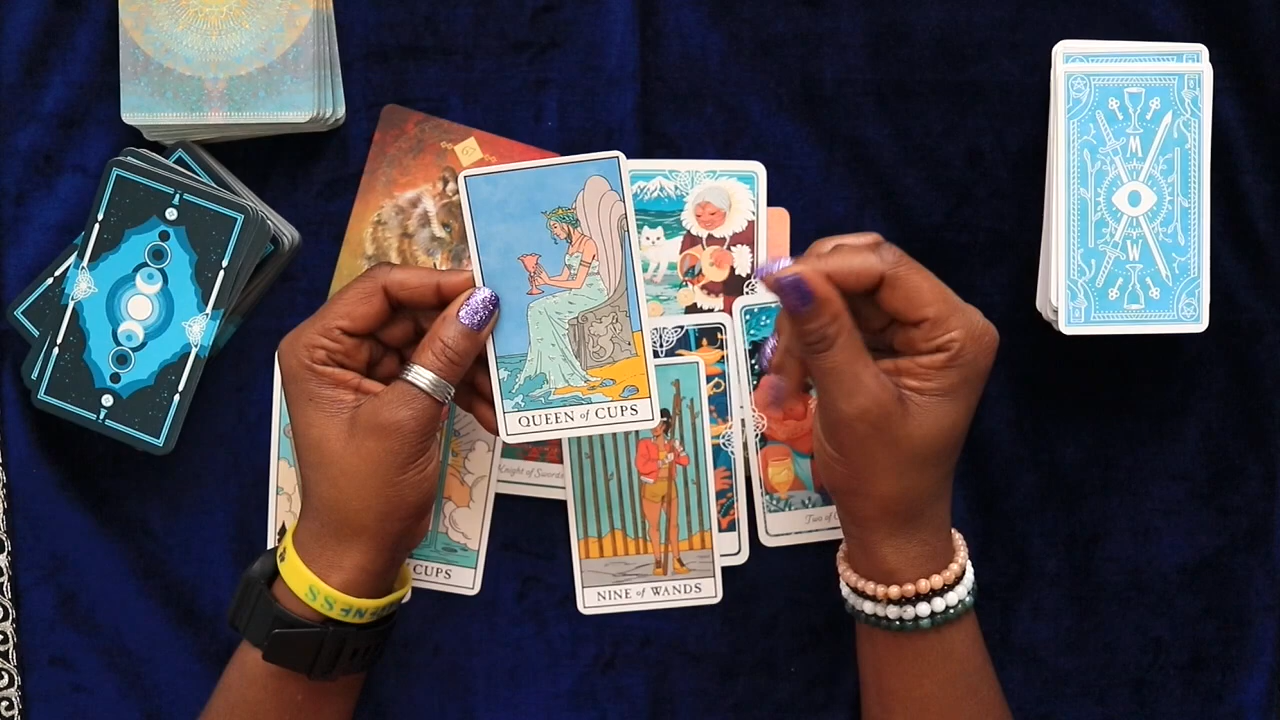 M
W
QUEEN of CUPS
Knight of Swords
Two of
CUPS
NINE of WANDS